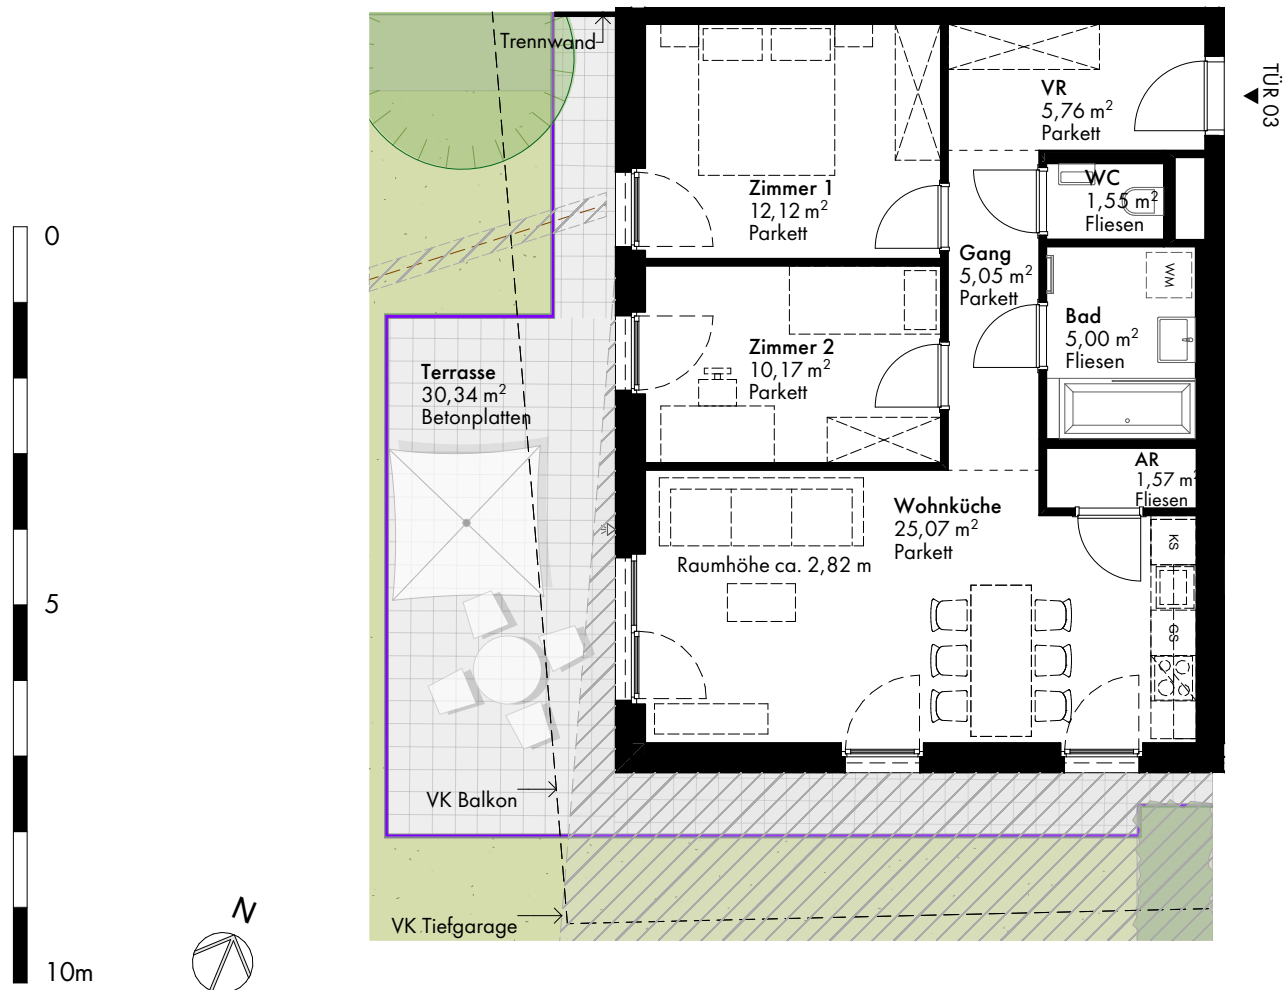 Trennwand
TÜR 03
VR
5,76 m²
Parkett
WC
1,55 m²
Fliesen
Zimmer 1
12,12 m²
Parkett
0
Gang
5,05 m²
Parkett
WM
Bad
5,00 m²
Fliesen
Zimmer 2
10,17 m²
Parkett
Terrasse
30,34 m²
Betonplatten
AR
1,57 m²
Fliesen
Wohnküche
25,07 m²
Parkett
KS
Raumhöhe ca. 2,82 m
5
GS
VK Balkon
N
VK Tiefgarage
10m